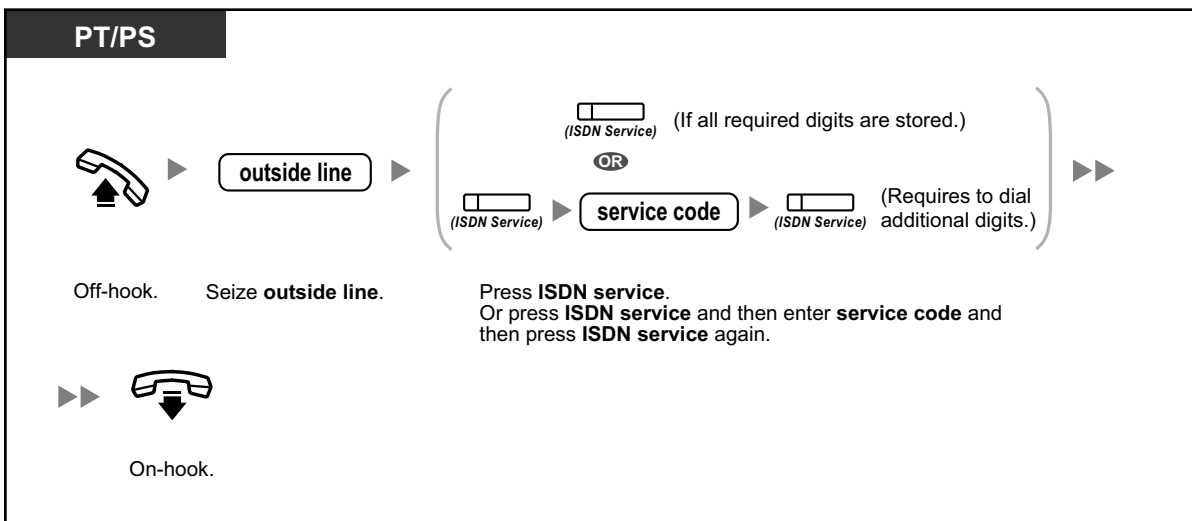 PT/PS
(ISDN Service) (If all required digits are stored.)
OR
outside line
(ISDN Service) service code (ISDN Service) (Requires to dial
additional digits.)
Off-hook. Seize outside line. Press ISDN service.
Or press ISDN service and then enter service code and
then press ISDN service again.
On-hook.